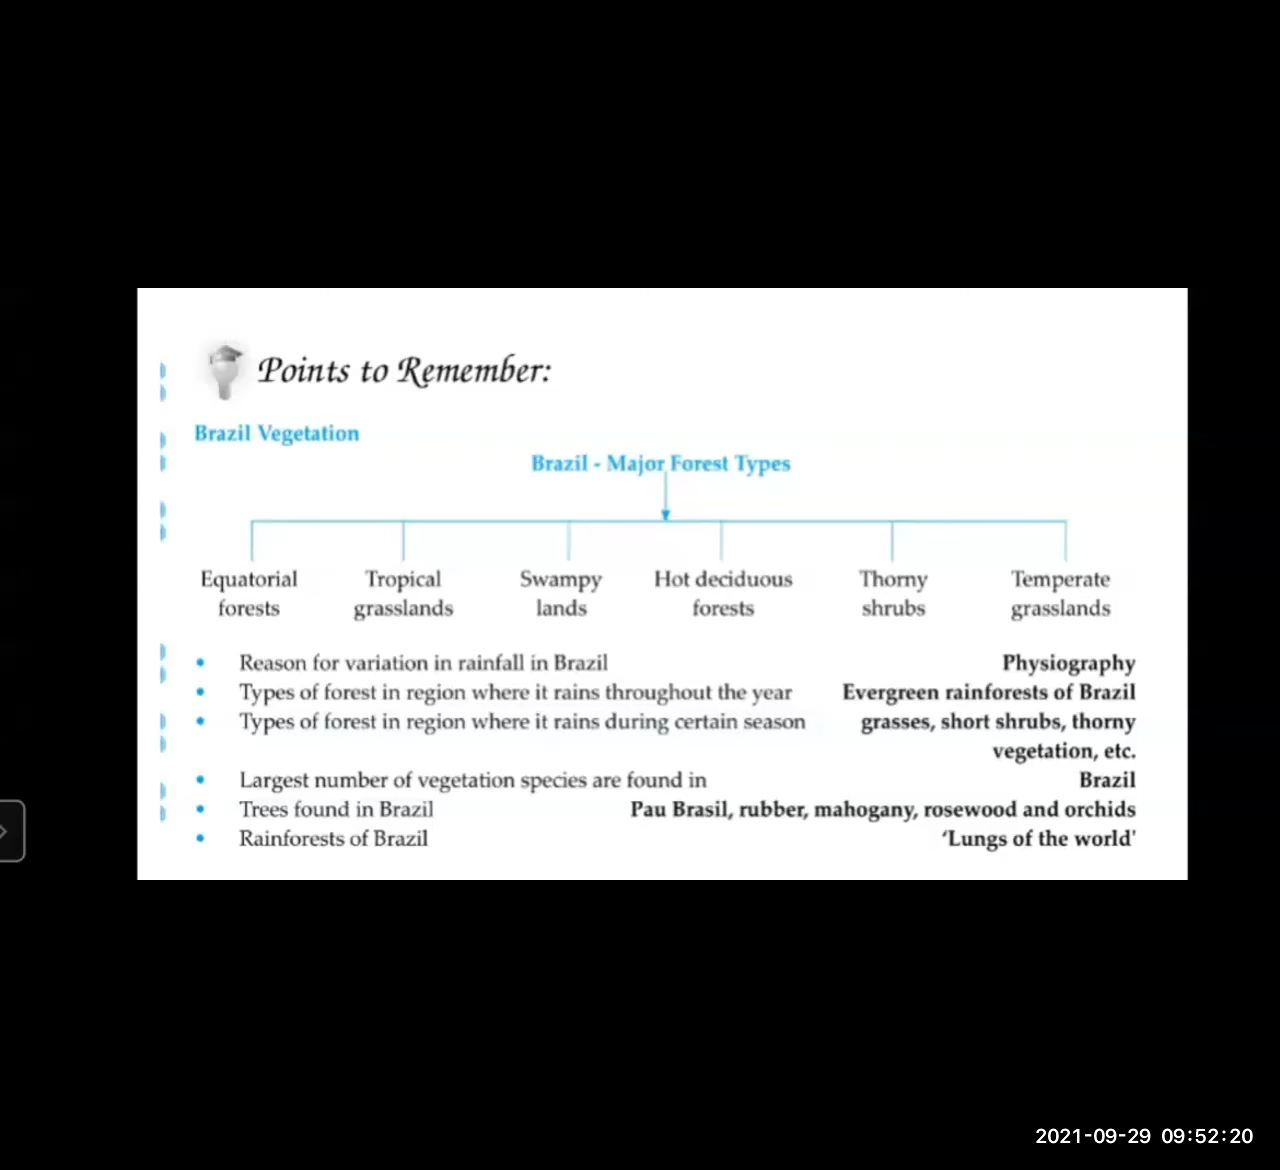 Points to Remember:
Brazil Vegetation
Brazil - Major Forest Types
Equatorial forests
Tropical grasslands
Swampy lands
Hot deciduous forests
Thorny shrubs
Temperate grasslands
• Reason for variation in rainfall in Brazil Physiography
• Types of forest in region where it rains throughout the year Evergreen rainforests of Brazil
• Types of forest in region where it rains during certain season grasses, short shrubs, thorny
vegetation, etc.
• Largest number of vegetation species are found in Brazil
• Trees found in Brazil Pau Brasil, rubber, mahogany, rosewood and orchids
• Rainforests of Brazil ‘Lungs of the world'
2021-09-29 09:52:20